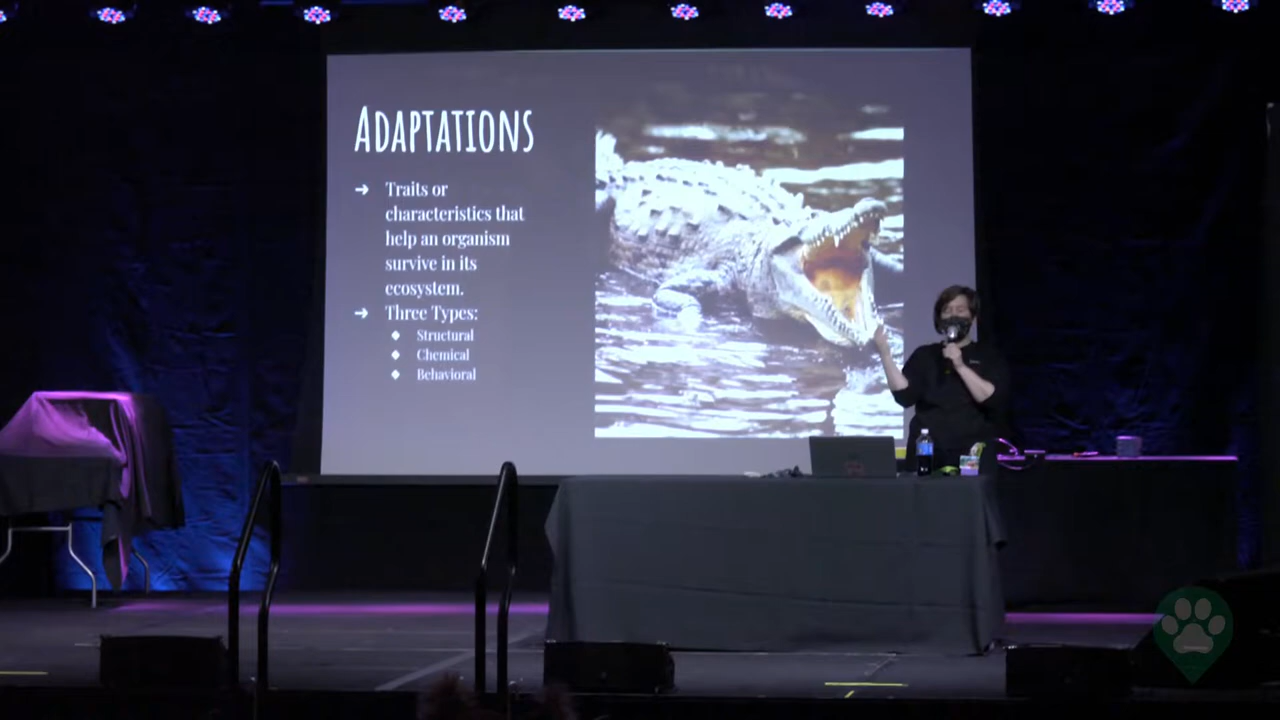 ADAPTATIONS
➔ Traits or
characteristics that
help an organism
survive in its
ecosystem.
➔ Three Types:
◆ Structural
◆ Chemical
◆ Behavioral